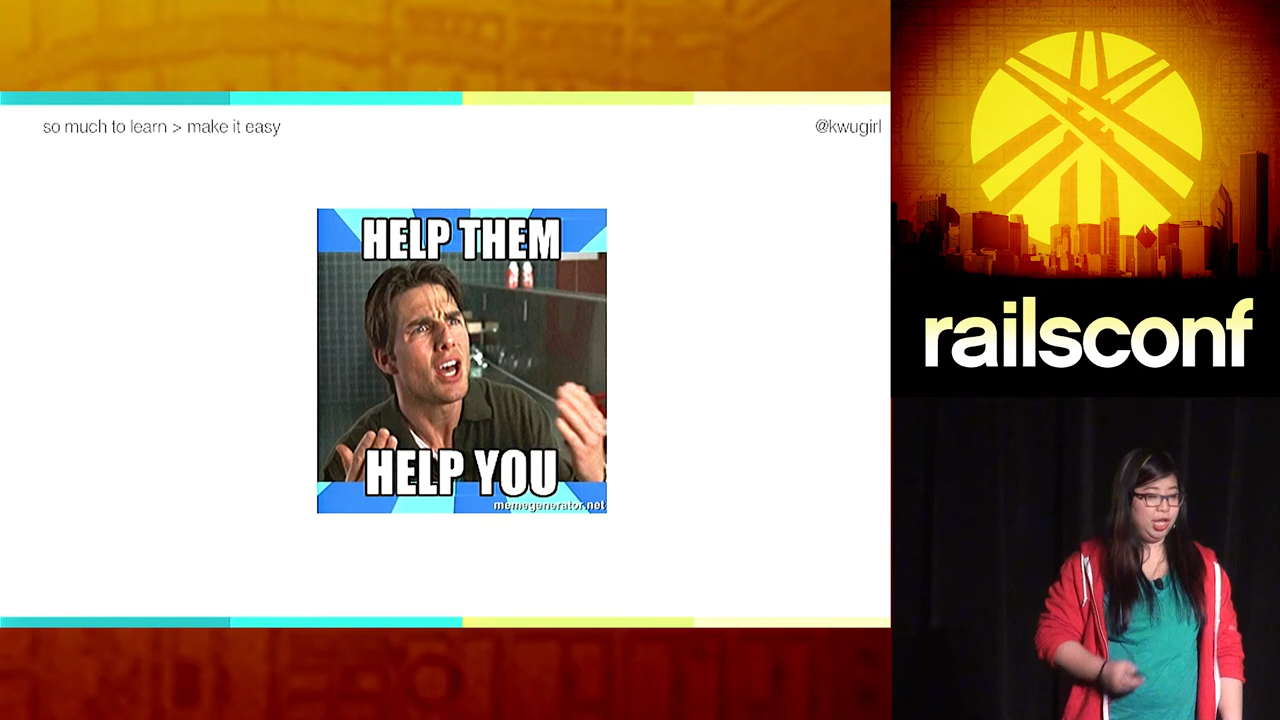 so much to learn > make it easy
@kwugirl
HELP THEM
HELP YOU
memegenerator.net
railsconf